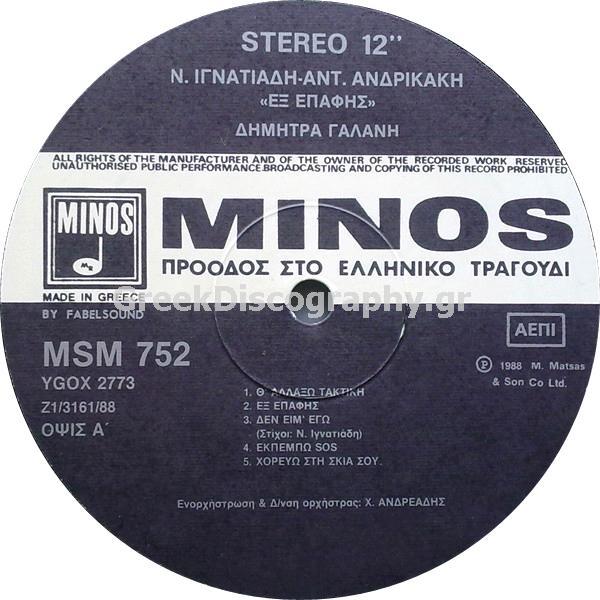 STEREO 12''
Ν. ΙΓΝΑΤΙΑΔΗ-ΑΝΤ. ΑΝΔΡΙΚΑΚΗ
«ΕΞ ΕΠΑΦΗΣ»
ΔΗΜΗΤΡΑ ΓΑΛΑΝΗ
ALL RIGHTS OF THE MANUFACTURER AND OF THE OWNER OF THE RECORDED WORK RESERVED
UNAUTHORISED PUBLIC PERFORMANCE.BROADCASTING AND COPYING OF THIS RECORD PROHIBITED
MINOS
MINOS
ΠΡΟΟΔΟΣ ΣΤΟ ΕΛΛΗΝΙΚΟ ΤΡΑΓΟΥΔΙ
MADE IN GREECE
GreekDiscography.gr
BY FABELSOUND
ΑΕΠΙ
MSM 752
YGOX 2773
Z1/3161/88
ΟΨΙΣ Α΄
Ⓟ 1988 M. Matsas
& Son Co Ltd.
1. Θ' ΑΛΛΑΞΩ ΤΑΚΤΙΚΗ
2. ΕΞ ΕΠΑΦΗΣ
3. ΔΕΝ ΕΙΜ' ΕΓΩ
(Στίχοι: Ν. Ιγνατιάδη)
4. ΕΚΠΕΜΠΩ SOS
5. ΧΟΡΕΥΩ ΣΤΗ ΣΚΙΑ ΣΟΥ.
Ενορχήστρωση & Δ/νση ορχήστρας: Χ. ΑΝΔΡΕΑΔΗΣ